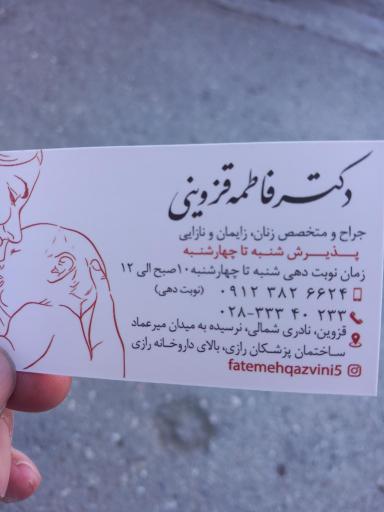 دکتر فاطمه قزوینی
جراح و متخصص زنان، زایمان و نازایی
پذیرش شنبه تا چهارشنبه
زمان نوبت دهی شنبه تا چهارشنبه ۱۰صبح الی ۱۲
۰۹۱۲ ۳۸۲ ۶۶۲۴ (نوبت دهی)
۰۲۸-۳۳۳ ۴۰ ۲۳۳
قزوین، نادری شمالی، نرسیده به میدان میرعماد
ساختمان پزشکان رازی، بالای داروخانه رازی
fatemehqazvini5